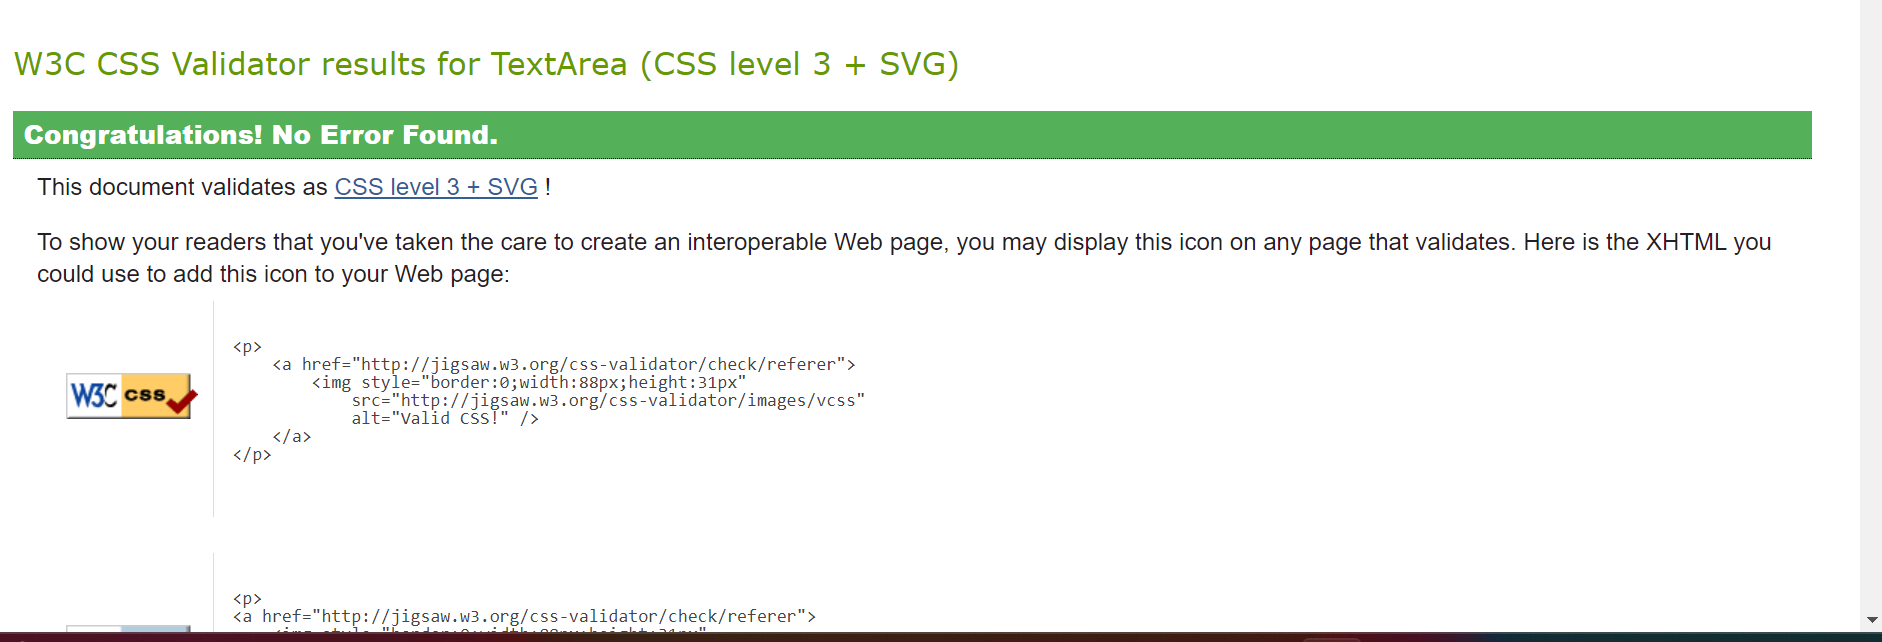 W3C CSS Validator results for TextArea (CSS level 3 + SVG)
Congratulations! No Error Found.
This document validates as CSS level 3 + SVG !
To show your readers that you've taken the care to create an interoperable Web page, you may display this icon on any page that validates. Here is the XHTML you
could use to add this icon to your Web page:
<p>
    <a href="http://jigsaw.w3.org/css-validator/check/referer">
        <img style="border:0;width:88px;height:31px"
            src="http://jigsaw.w3.org/css-validator/images/vcss"
            alt="Valid CSS!" />
    </a>
</p>
W3C css
<p>
<a href="http://jigsaw.w3.org/css-validator/check/referer">